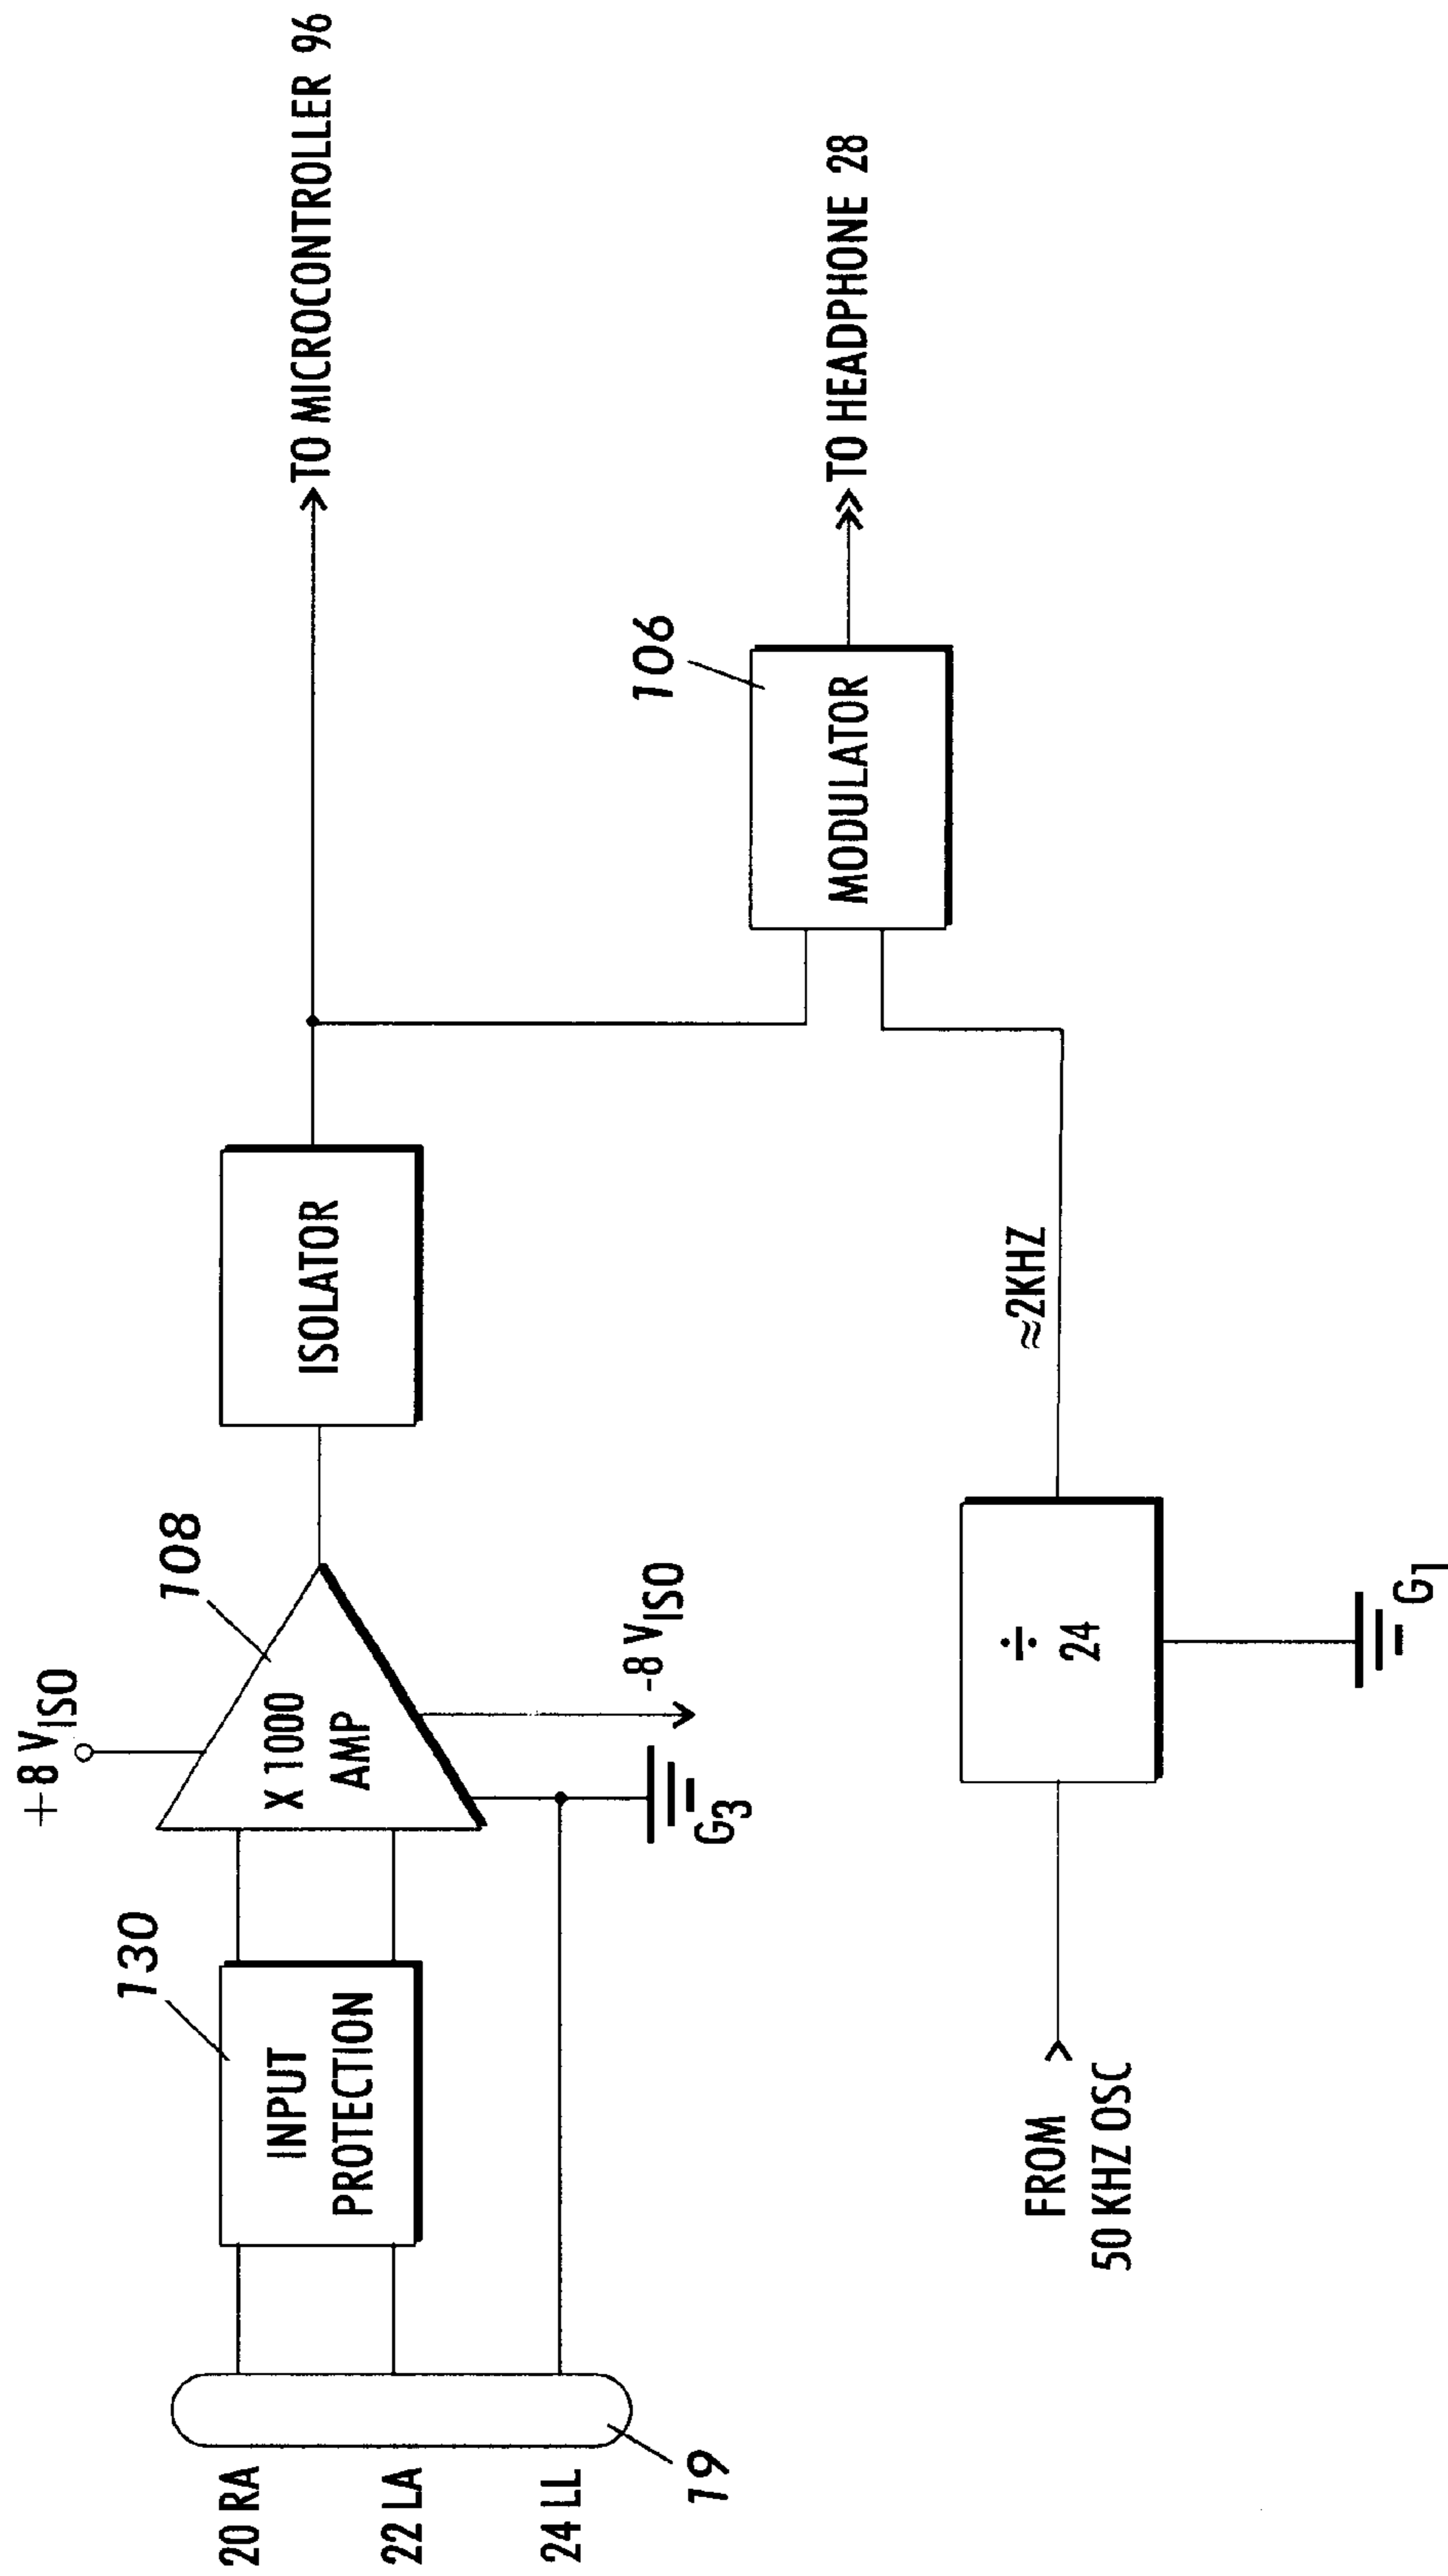 20 RA
22 LA
24 LL
19
130
INPUT
PROTECTION
+8 VISO
108
X 1000
AMP
-8 VISO
G3
ISOLATOR
TO MICROCONTROLLER 96
106
MODULATOR
TO HEADPHONE 28
FROM
50 KHZ OSC
÷
24
≈2KHZ
G1